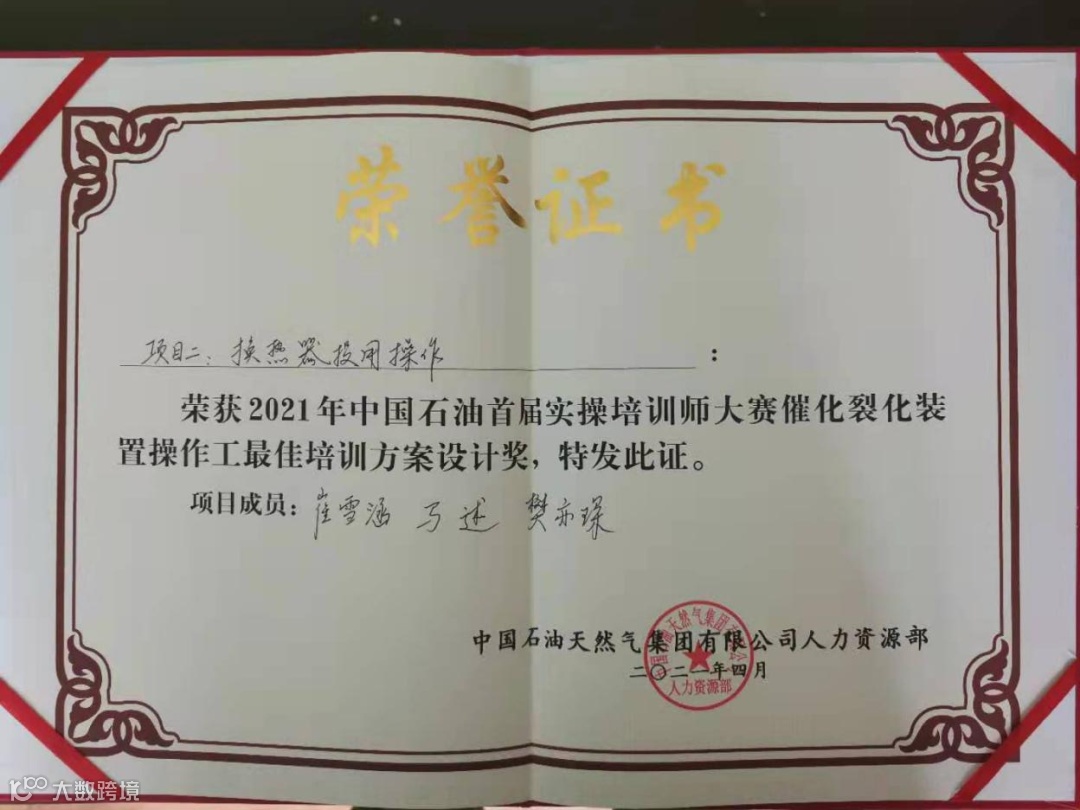 荣誉证书
项目二：换热器投用操作：
荣获2021年中国石油首届实操培训师大赛催化裂化装
置操作工最佳培训方案设计奖，特发此证。
项目成员：崔雪涵 马述 樊亦琛
中国石油天然气集团有限公司人力资源部
二〇二一年四月
人力资源部
大数跨境